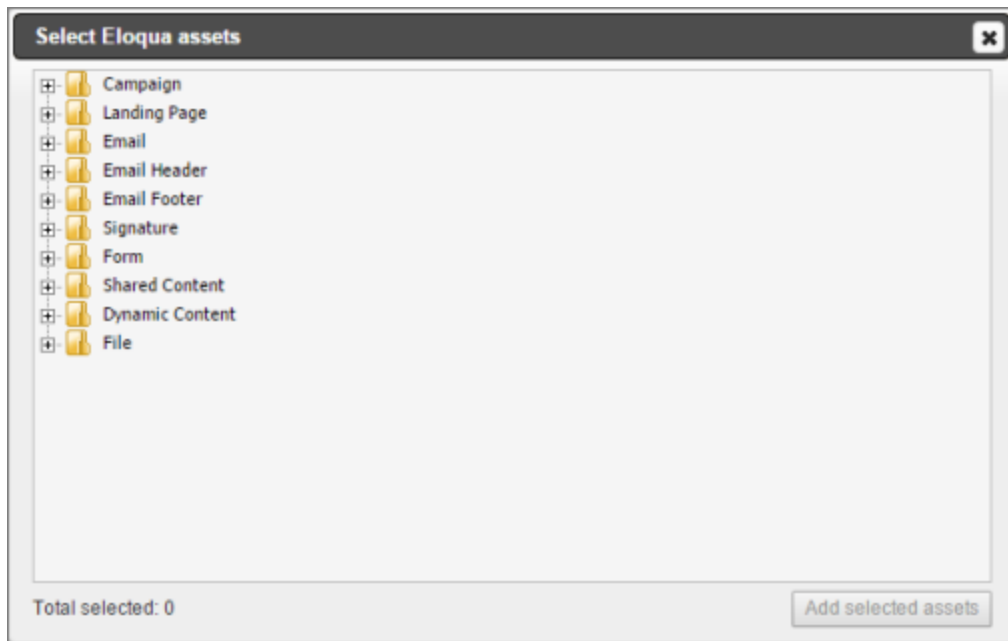 Select Eloqua assets
Campaign
Landing Page
Email
Email Header
Email Footer
Signature
Form
Shared Content
Dynamic Content
File
Total selected: 0
Add selected assets